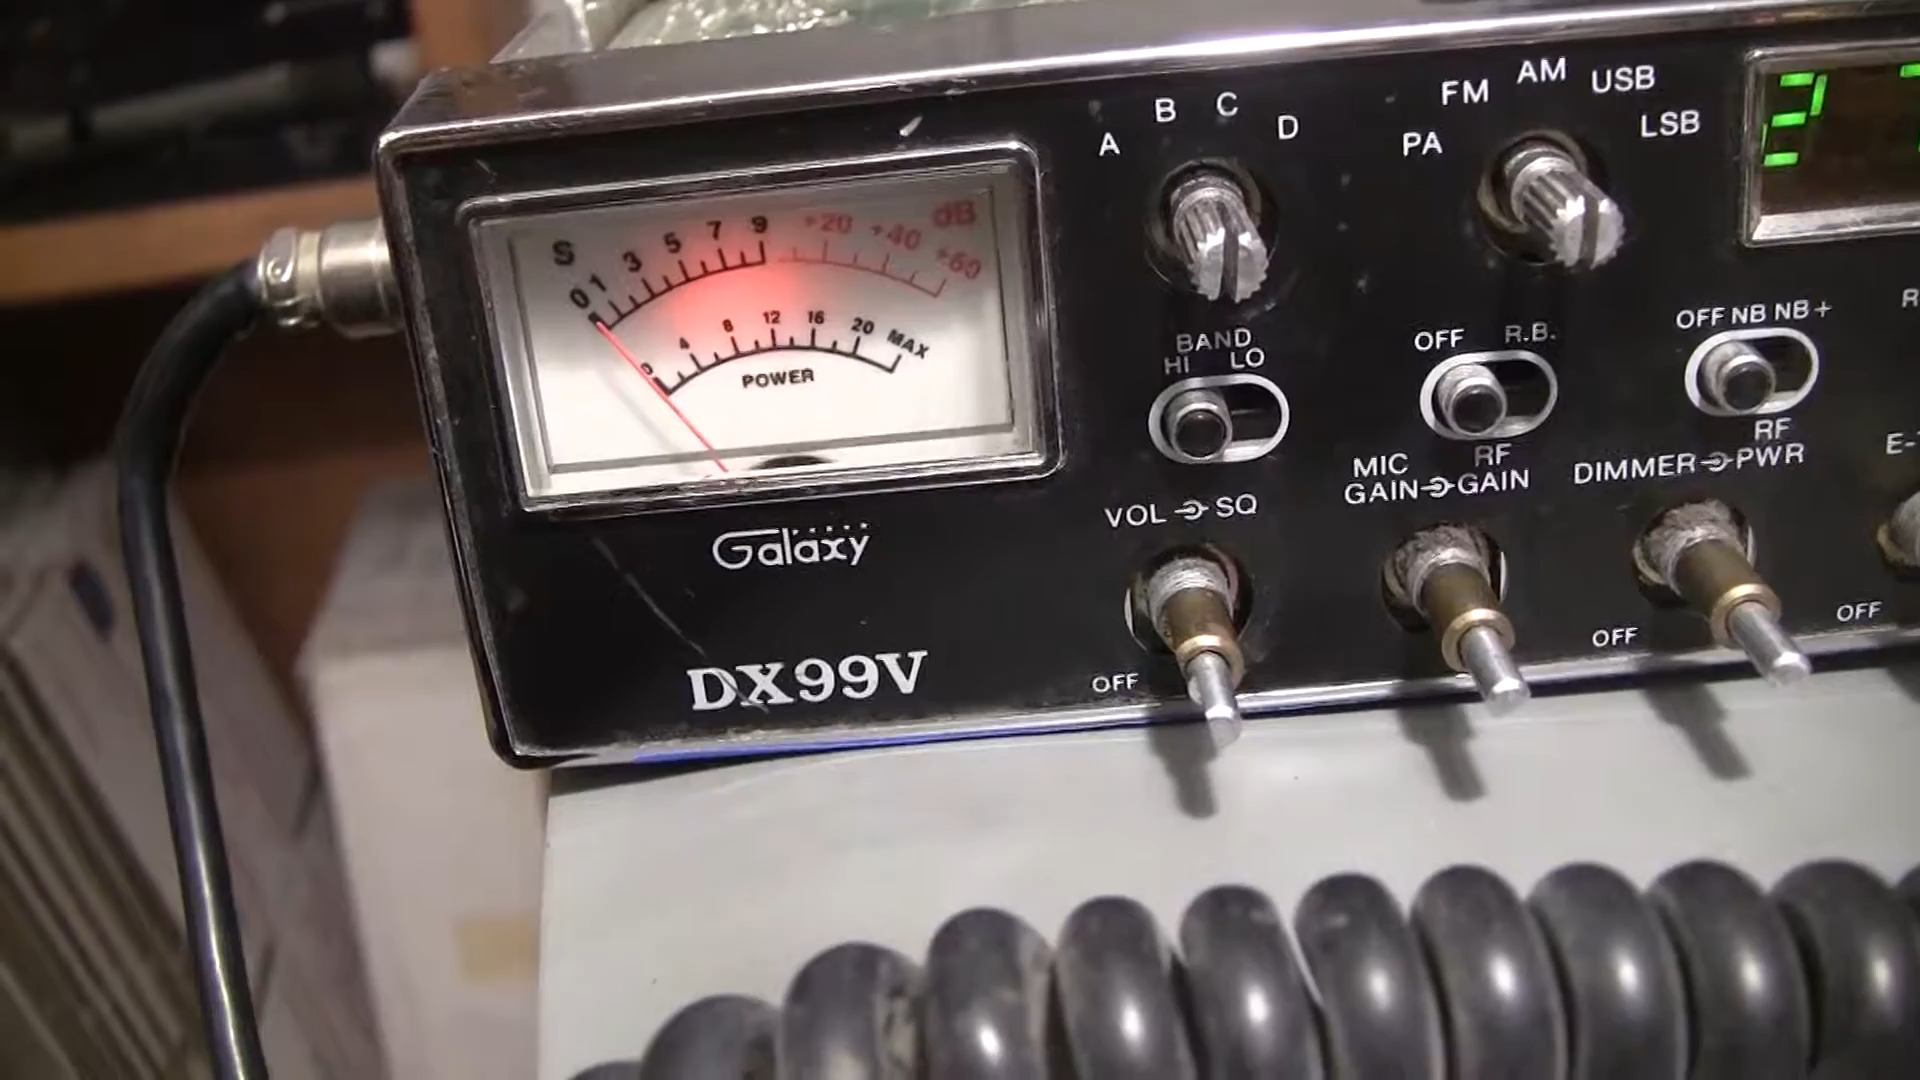 S 0 1 3 5 7 9 +20 +40 +60 dB
0 4 8 12 16 20 MAX
POWER
Galaxy
DX99V
A B C D
PA FM AM USB LSB
2
BAND
HI LO
OFF R.B.
OFF NB NB+
VOL SQ
MIC GAIN RF GAIN
DIMMER RF PWR
OFF
OFF
OFF